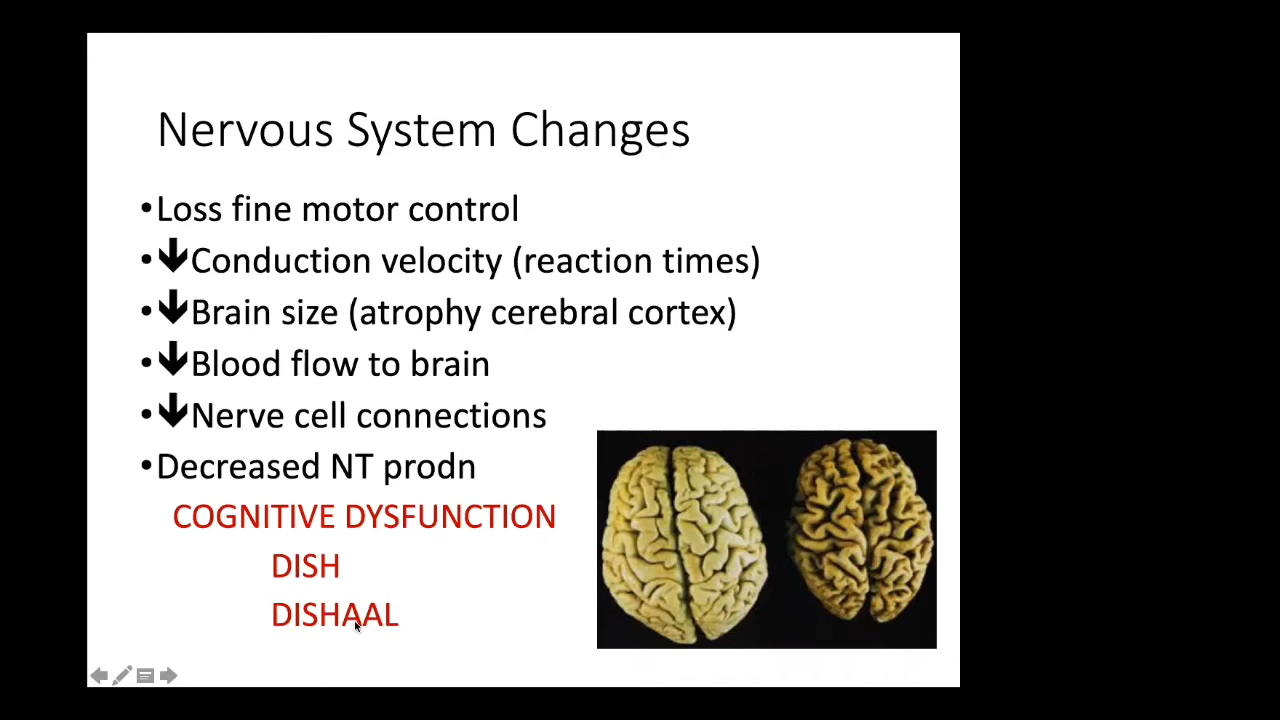 Nervous System Changes
•Loss fine motor control
•🡫Conduction velocity (reaction times)
•🡫Brain size (atrophy cerebral cortex)
•🡫Blood flow to brain
•🡫Nerve cell connections
•Decreased NT prodn
COGNITIVE DYSFUNCTION
DISH
DISHAAL